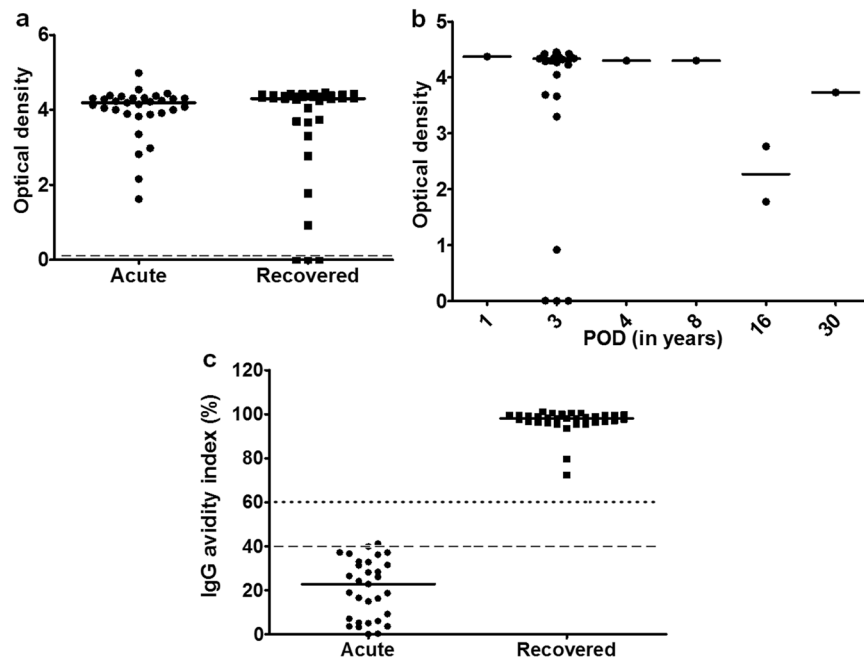 a
6
4
2
0
Optical density
Acute Recovered
b
5
4
3
2
1
0
Optical density
1 3 4 8 16 30
POD (in years)
c
120
100
80
60
40
20
0
IgG avidity index (%)
Acute Recovered